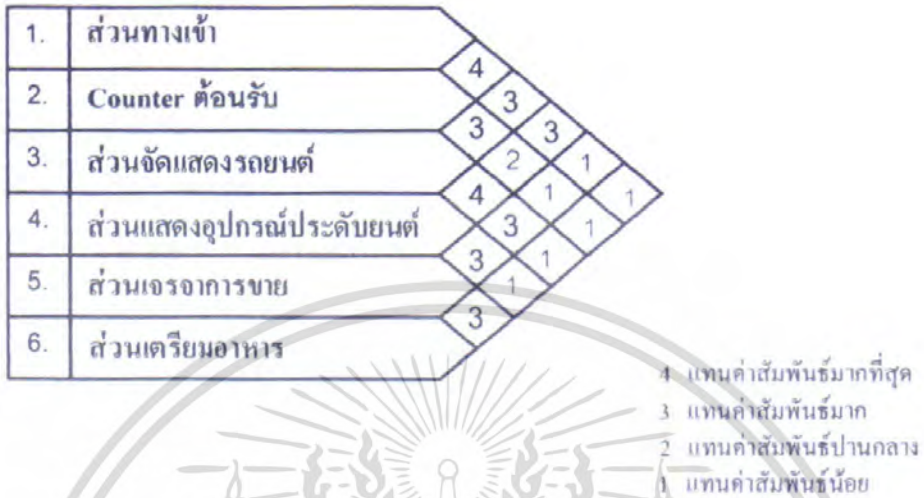 1. ส่วนทางเข้า
4
2. Counter ต้อนรับ
3 3
3 2 1
3. ส่วนจัดแสดงรถยนต์
4 1 1
4. ส่วนแสดงอุปกรณ์ประดับยนต์
3 1
3 1
5. ส่วนเจรจาการขาย
1
3
6. ส่วนเตรียมอาหาร
4 แทนค่าสัมพันธ์มากที่สุด
3 แทนค่าสัมพันธ์มาก
2 แทนค่าสัมพันธ์ปานกลาง
1 แทนค่าสัมพันธ์น้อย